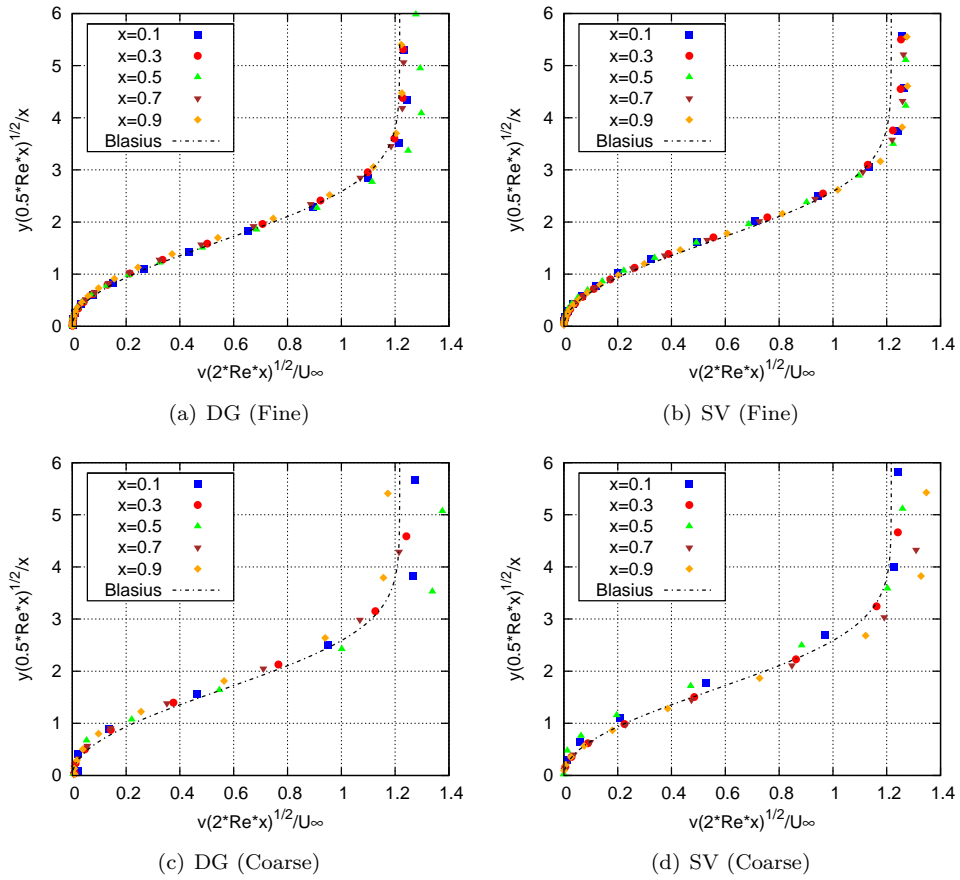 6
5
4
3
2
1
0
0 0.2 0.4 0.6 0.8 1 1.2 1.4
y(0.5*Re*x)^1/2/x
v(2*Re*x)^1/2/U∞
x=0.1
x=0.3
x=0.5
x=0.7
x=0.9
Blasius
(a) DG (Fine)
6
5
4
3
2
1
0
0 0.2 0.4 0.6 0.8 1 1.2 1.4
y(0.5*Re*x)^1/2/x
v(2*Re*x)^1/2/U∞
x=0.1
x=0.3
x=0.5
x=0.7
x=0.9
Blasius
(b) SV (Fine)
6
5
4
3
2
1
0
0 0.2 0.4 0.6 0.8 1 1.2 1.4
y(0.5*Re*x)^1/2/x
v(2*Re*x)^1/2/U∞
x=0.1
x=0.3
x=0.5
x=0.7
x=0.9
Blasius
(c) DG (Coarse)
6
5
4
3
2
1
0
0 0.2 0.4 0.6 0.8 1 1.2 1.4
y(0.5*Re*x)^1/2/x
v(2*Re*x)^1/2/U∞
x=0.1
x=0.3
x=0.5
x=0.7
x=0.9
Blasius
(d) SV (Coarse)